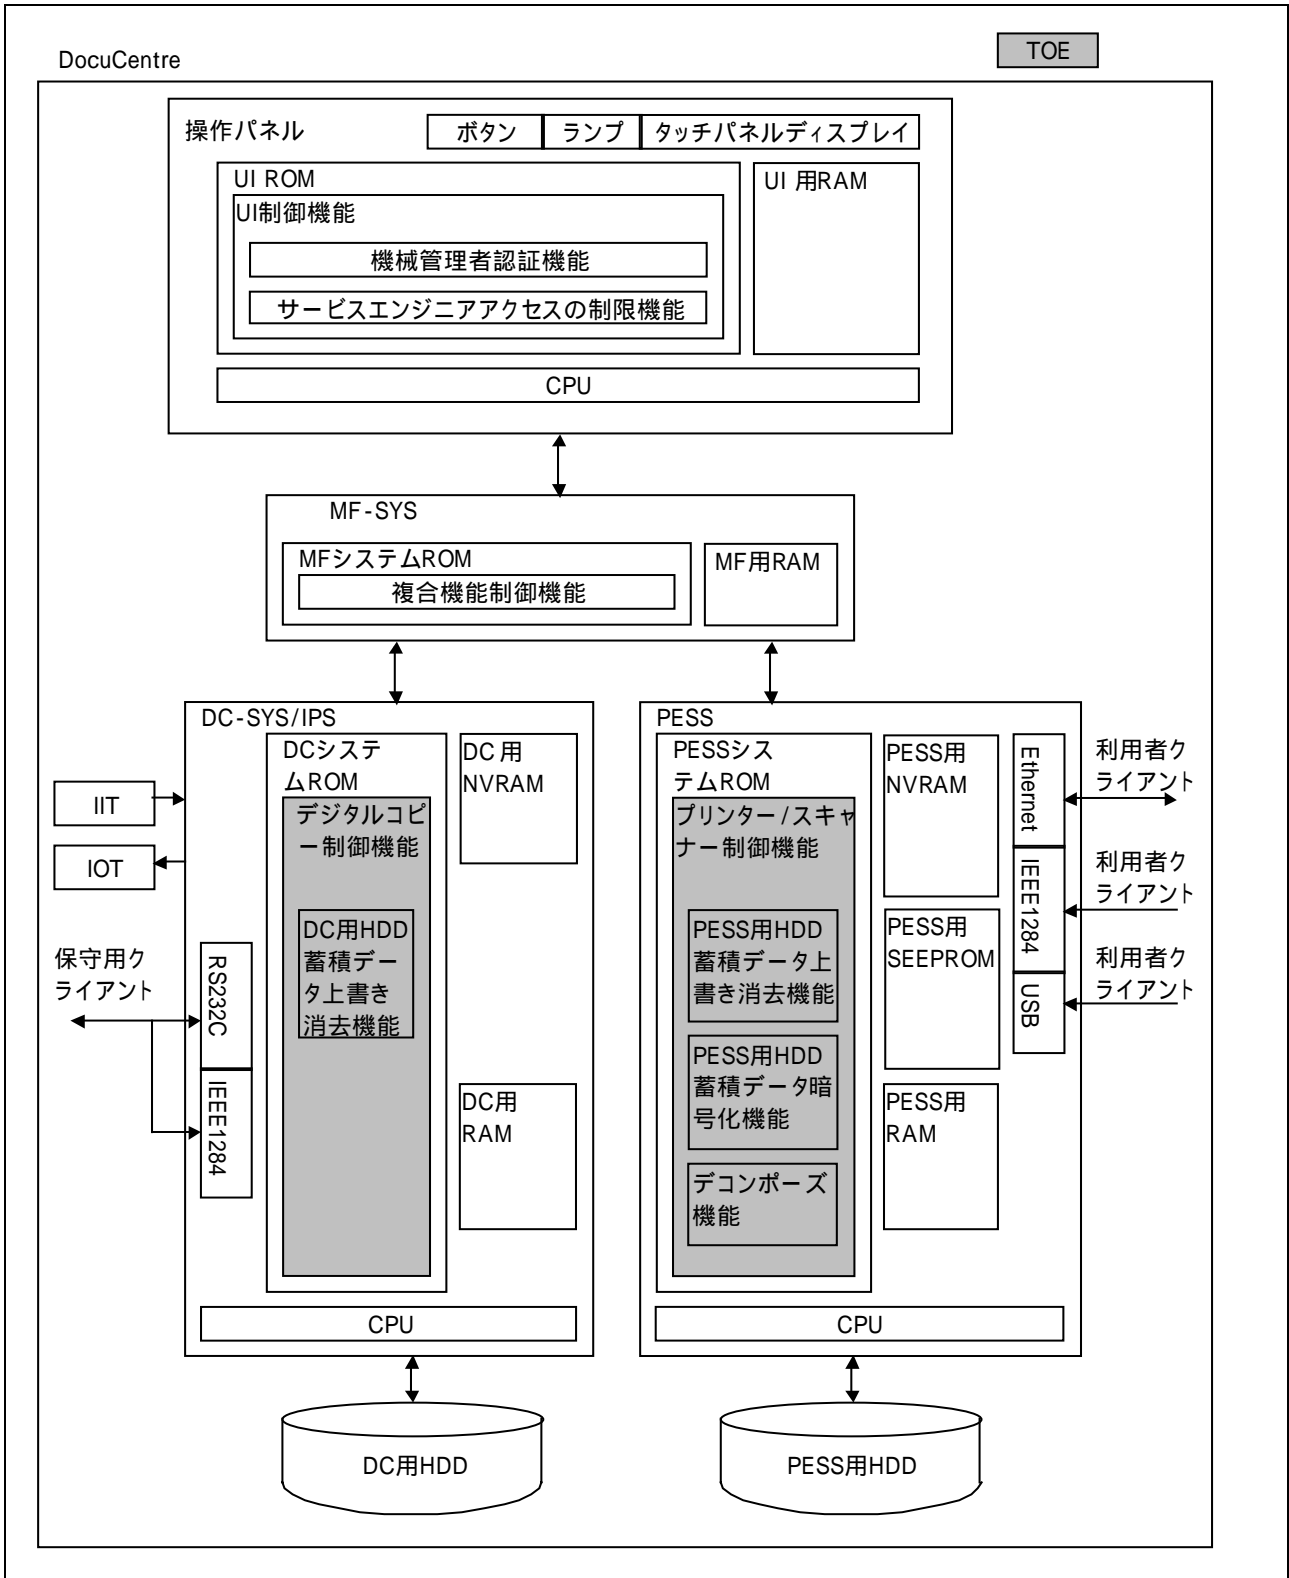 TOE
DocuCentre
操作パネル
ボタン
ランプ
タッチパネルディスプレイ
UI ROM
UI制御機能
機械管理者認証機能
サービスエンジニアアクセスの制限機能
UI 用RAM
CPU
MF-SYS
MFシステムROM
複合機能制御機能
MF用RAM
DC-SYS/IPS
DCシステ
ムROM
デジタルコピ
ー制御機能
DC用HDD
蓄積デー
タ上書き
消去機能
DC 用
NVRAM
DC用
RAM
IIT
IOT
保守用ク
ライアント
RS232C
IEEE1284
CPU
DC用HDD
PESS
PESSシス
テムROM
プリンター/スキャ
ナー制御機能
PESS用HDD
蓄積データ上
書き消去機能
PESS用HDD
蓄積データ暗
号化機能
デコンポーズ
機能
PESS用
NVRAM
PESS用
SEEPROM
PESS用
RAM
Ethernet
IEEE1284
USB
利用者ク
ライアント
利用者ク
ライアント
利用者ク
ライアント
CPU
PESS用HDD